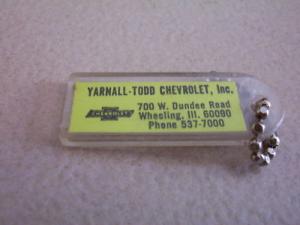 YARNALL-TODD CHEVROLET, Inc.
CHEVROLET
700 W. Dundee Road
Wheeling, Ill. 60090
Phone 537-7000